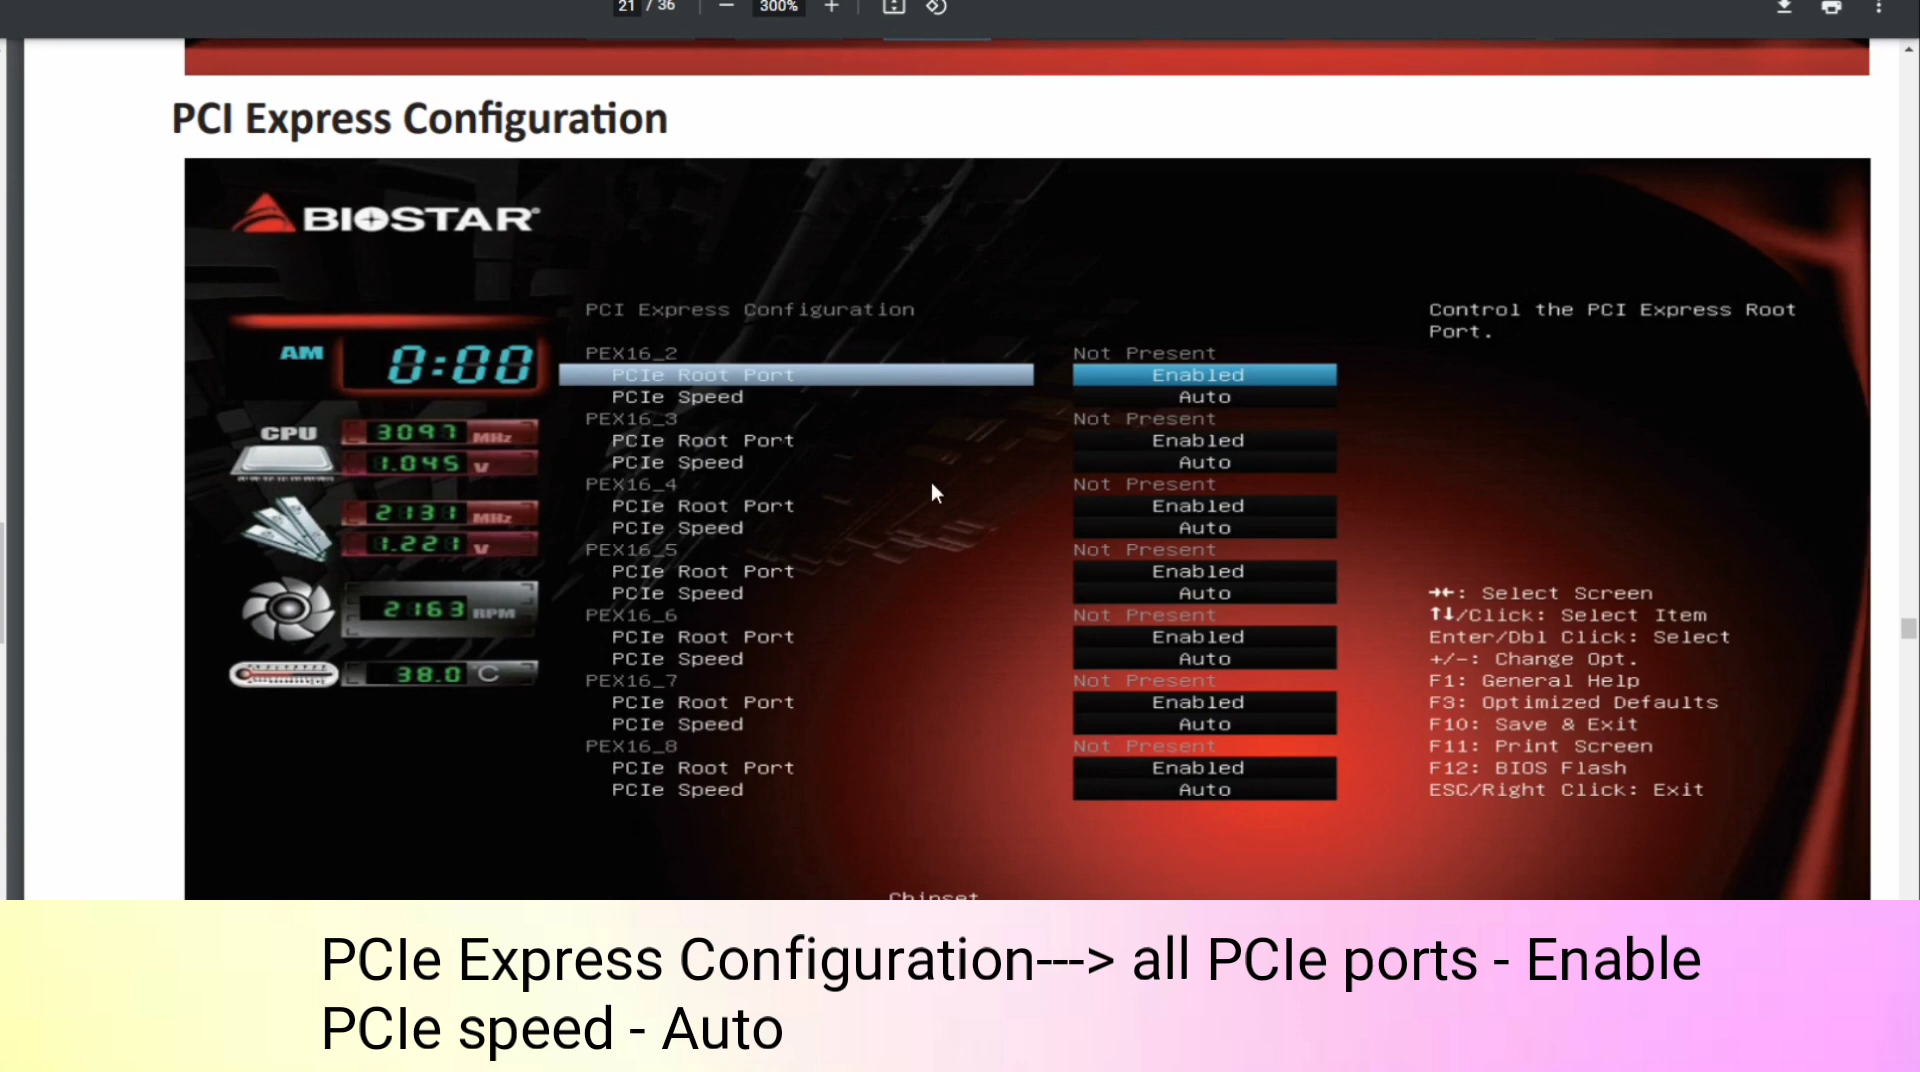 21 / 36 — 300% +
PCI Express Configuration
BIOSTAR
PCI Express Configuration
Control the PCI Express Root
Port.
AM 0:00
PEX16_2 Not Present
PCIe Root Port Enabled
PCIe Speed Auto
PEX16_3 Not Present
CPU 3097 MHz
PCIe Root Port Enabled
1.045 V
PCIe Speed Auto
PEX16_4 Not Present
2131 MHz
PCIe Root Port Enabled
PCIe Speed Auto
1.221 V
PEX16_5 Not Present
PCIe Root Port Enabled
PCIe Speed Auto
2163 RPM
PEX16_6 Not Present
PCIe Root Port Enabled
PCIe Speed Auto
38.0 °C
PEX16_7 Not Present
PCIe Root Port Enabled
PCIe Speed Auto
PEX16_8 Not Present
PCIe Root Port Enabled
PCIe Speed Auto
→←: Select Screen
↑↓/Click: Select Item
Enter/Dbl Click: Select
+/-: Change Opt.
F1: General Help
F3: Optimized Defaults
F10: Save & Exit
F11: Print Screen
F12: BIOS Flash
ESC/Right Click: Exit
Chipset
PCIe Express Configuration---> all PCIe ports - Enable
PCIe speed - Auto